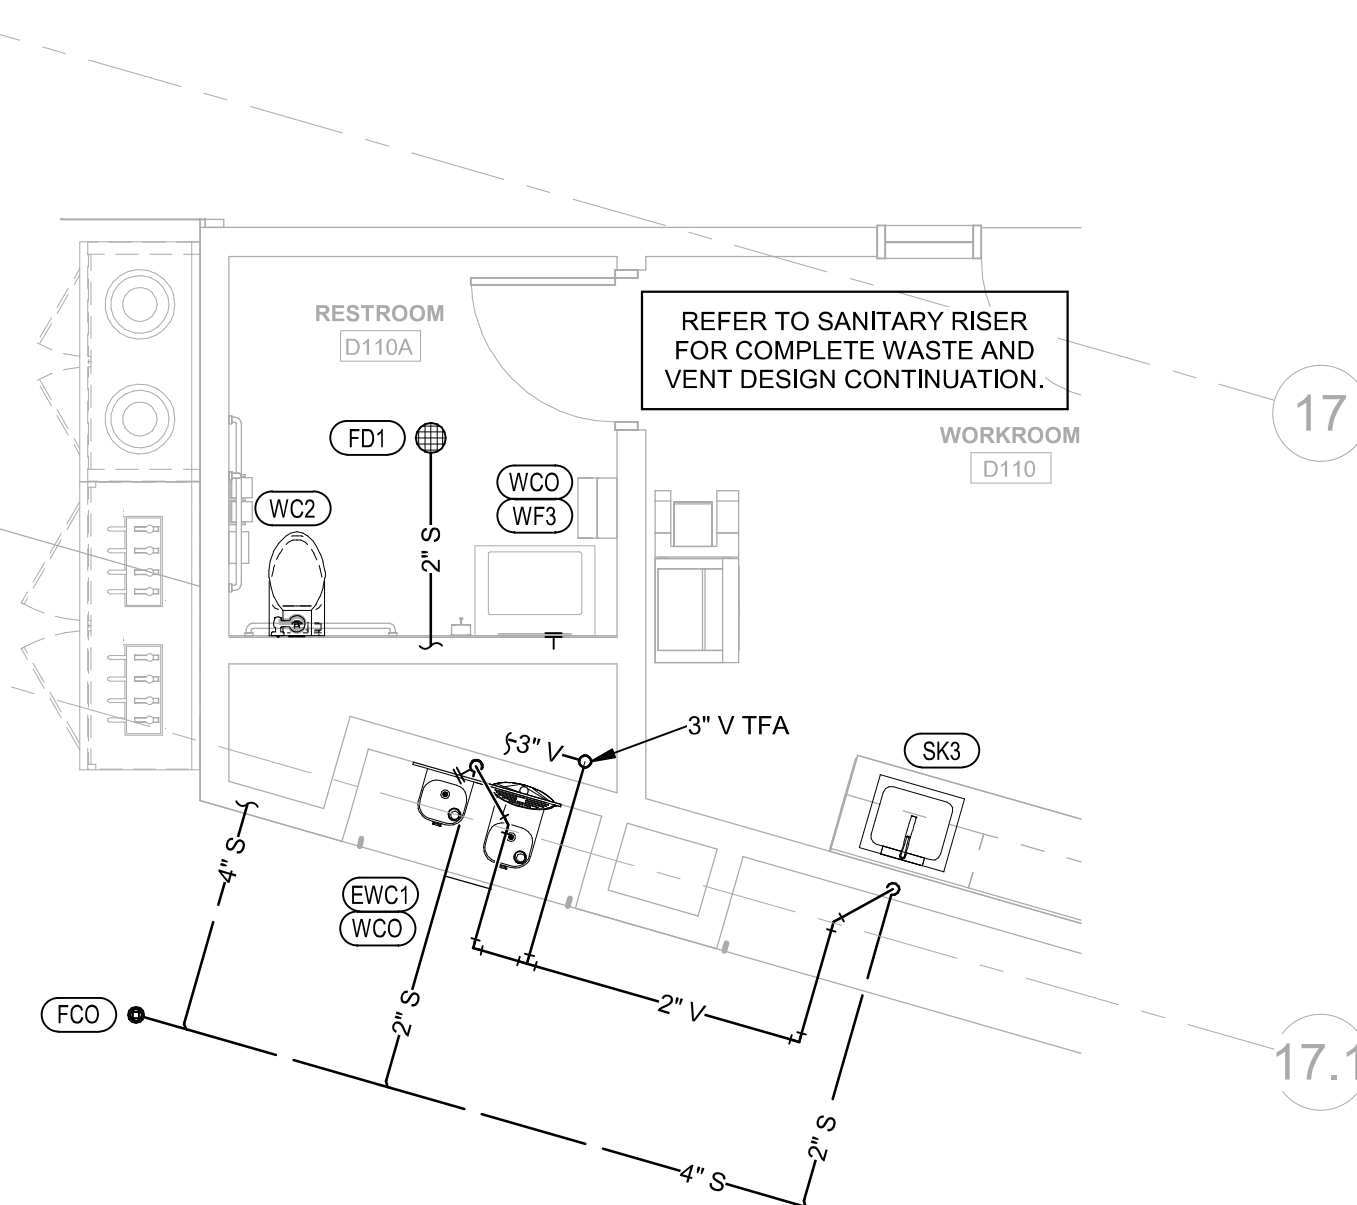 RESTROOM
D110A
REFER TO SANITARY RISER
FOR COMPLETE WASTE AND
VENT DESIGN CONTINUATION.
17
FD1
WORKROOM
D110
WCO
WF3
WC2
2" S
3" V TFA
3" V
SK3
4" S
EWC1
WCO
2" S
2" V
FCO
17.1
2" S
4" S